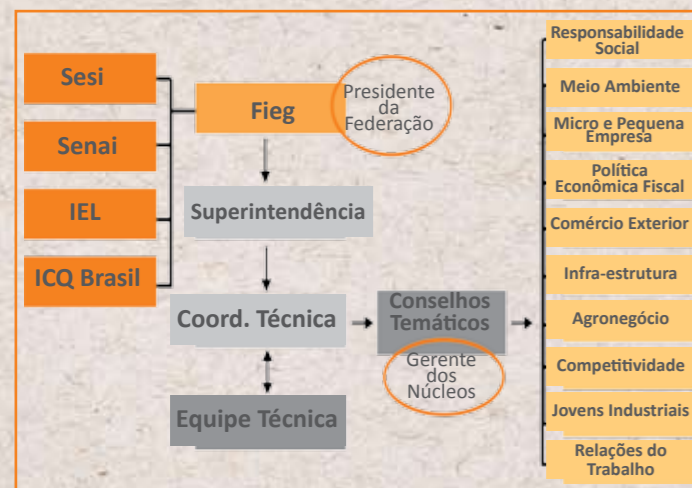 Sesi
Senai
IEL
ICQ Brasil
Fieg
Presidente
da
Federação
Superintendência
Coord. Técnica
Equipe Técnica
Conselhos
Temáticos
Gerente
dos
Núcleos
Responsabilidade
Social
Meio Ambiente
Micro e Pequena
Empresa
Política
Econômica Fiscal
Comércio Exterior
Infra-estrutura
Agronegócio
Competitividade
Jovens Industriais
Relações do
Trabalho